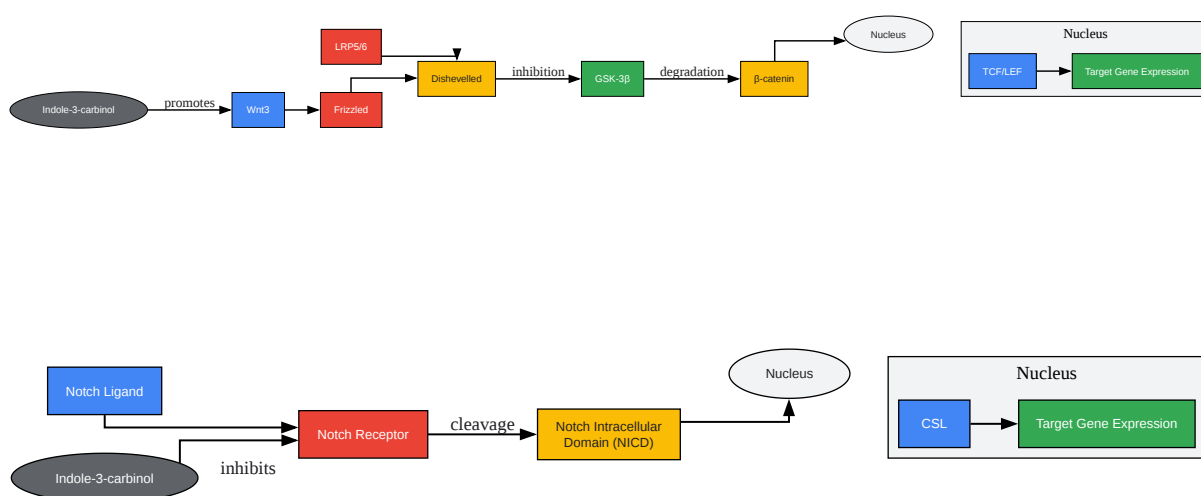 Nucleus
Nucleus
LRP5/6
TCF/LEF
Target Gene Expression
Dishevelled
inhibition
GSK-3β
degradation
β-catenin
Indole-3-carbinol
promotes
Wnt3
Frizzled
Nucleus
Nucleus
Notch Ligand
CSL
Target Gene Expression
Notch Receptor
cleavage
Notch Intracellular
Domain (NICD)
Indole-3-carbinol
inhibits